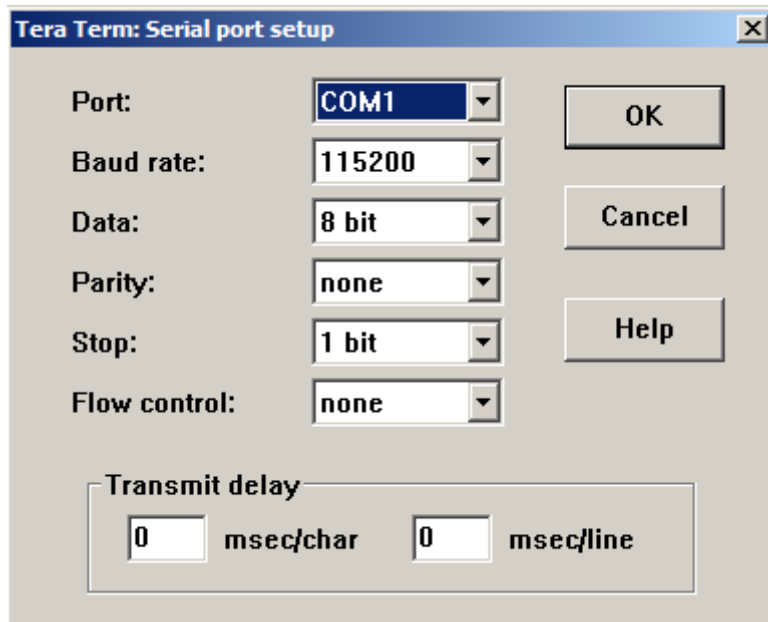 Tera Term: Serial port setup
Port: COM1 OK
Baud rate: 115200
Data: 8 bit Cancel
Parity: none
Stop: 1 bit Help
Flow control: none
Transmit delay
0 msec/char 0 msec/line